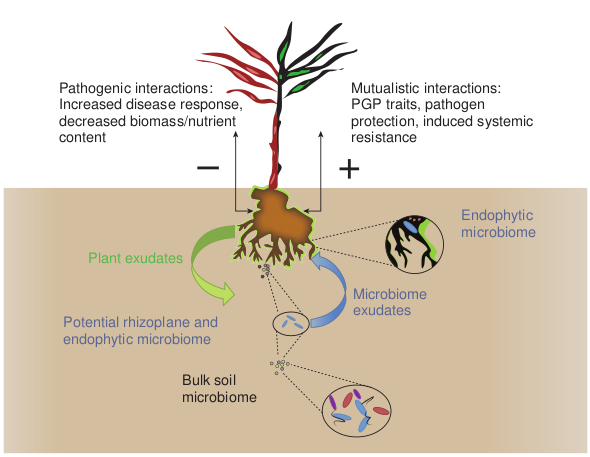 Pathogenic interactions:
Increased disease response,
decreased biomass/nutrient
content
Mutualistic interactions:
PGP traits, pathogen
protection, induced systemic
resistance
−
+
Endophytic
microbiome
Plant exudates
Microbiome
exudates
Potential rhizoplane and
endophytic microbiome
Bulk soil
microbiome